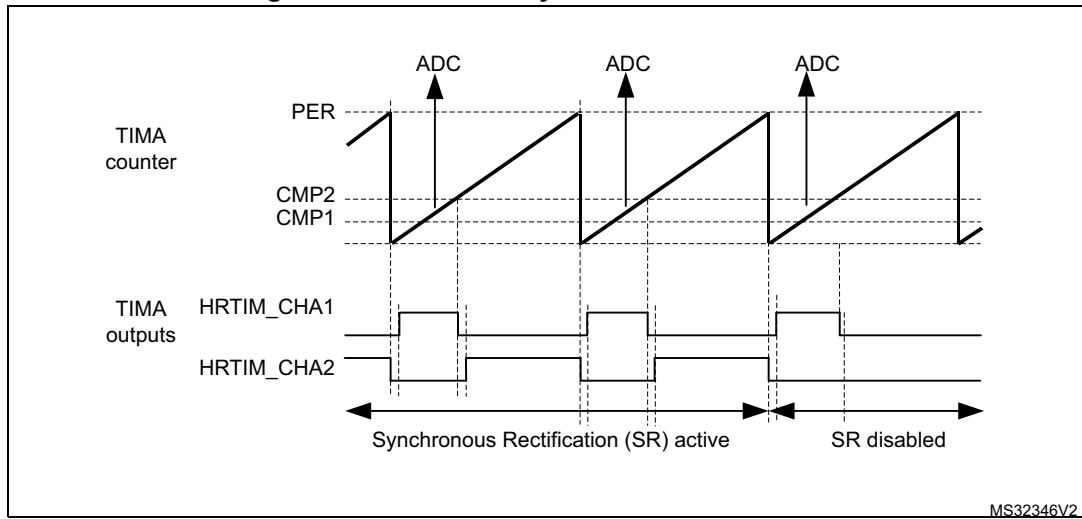 ADC ADC ADC
PER
TIMA
counter
CMP2
CMP1
TIMA
outputs
HRTIM_CHA1
HRTIM_CHA2
Synchronous Rectification (SR) active SR disabled
MS32346V2